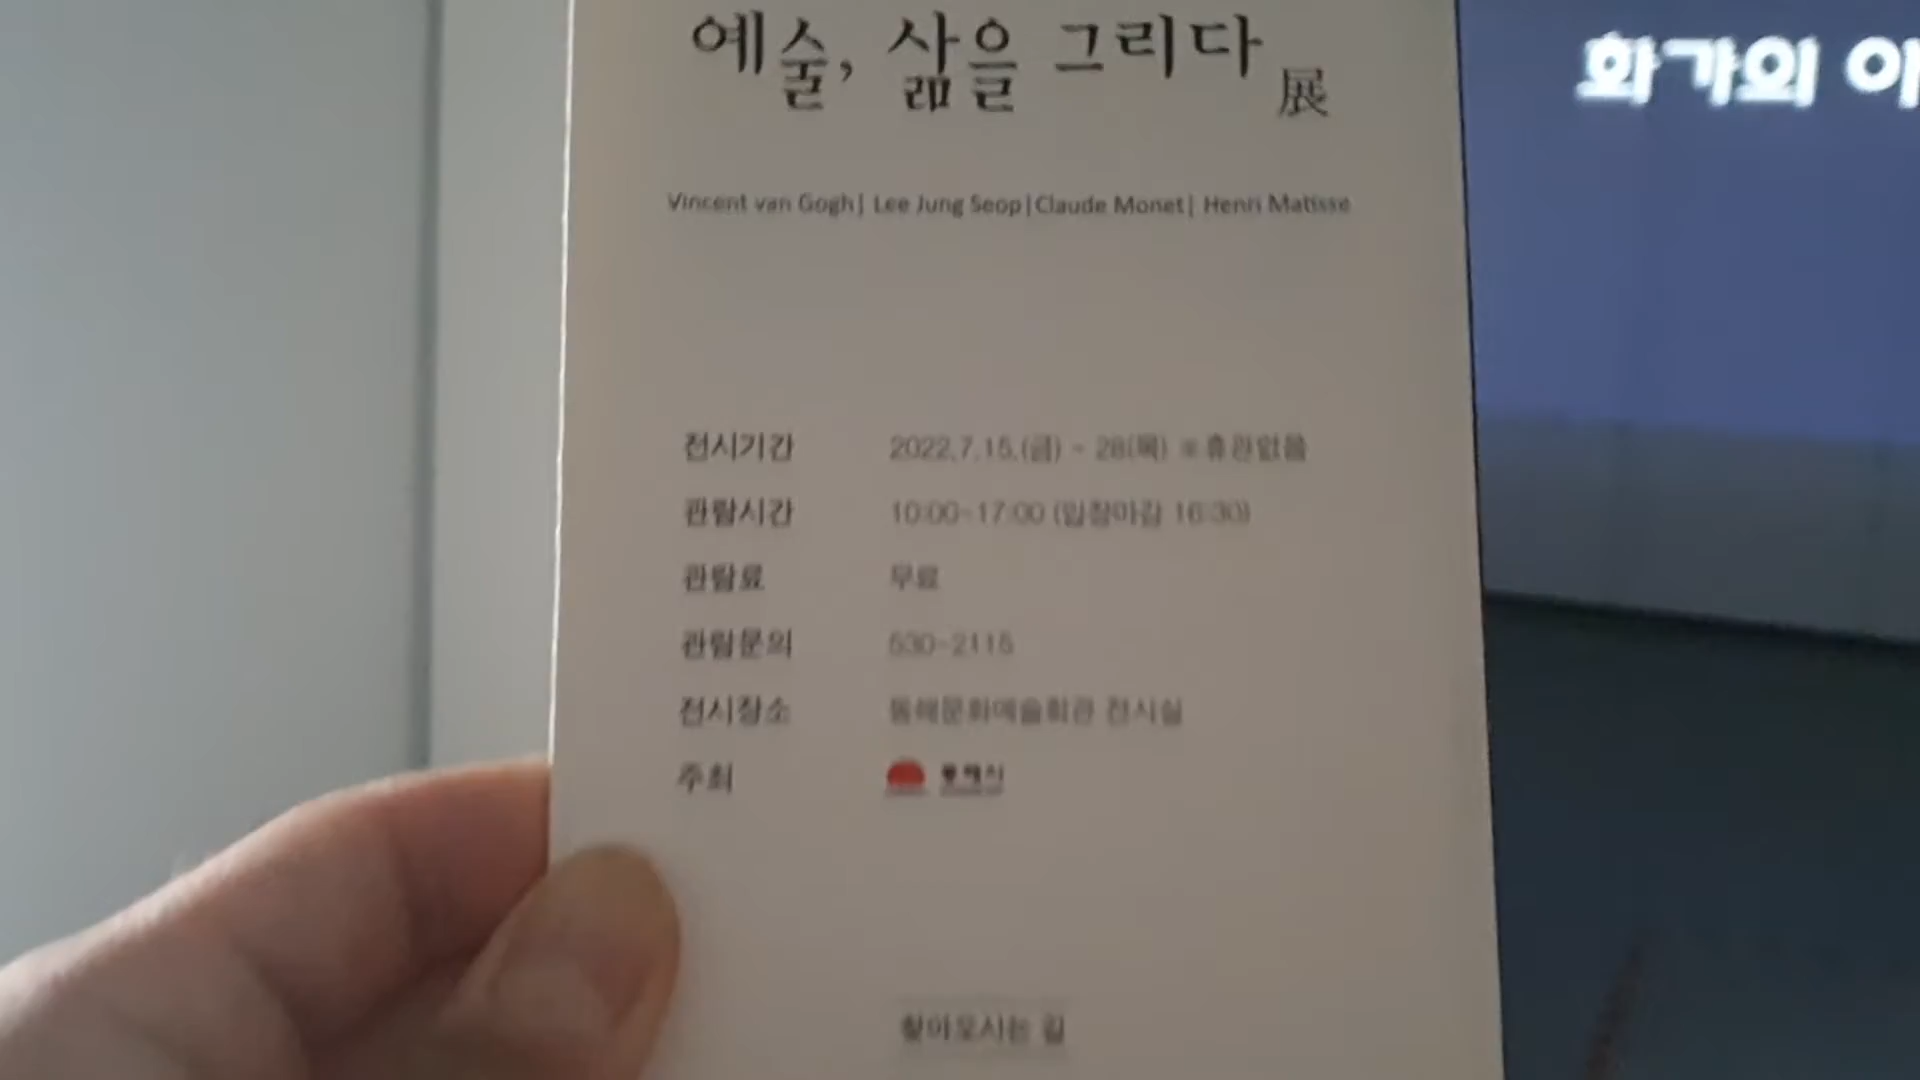 예술, 삶을 그리다 展
Vincent van Gogh| Lee Jung Seop|Claude Monet| Henri Matisse
전시기간 2022.7.15.(금) - 28(목) ※휴관없음
관람시간 10:00-17:00 (입장마감 16:30)
관람료 무료
관람문의 530-2115
전시장소 동해문화예술회관 전시실
주최 동해시
찾아오시는 길
화가의